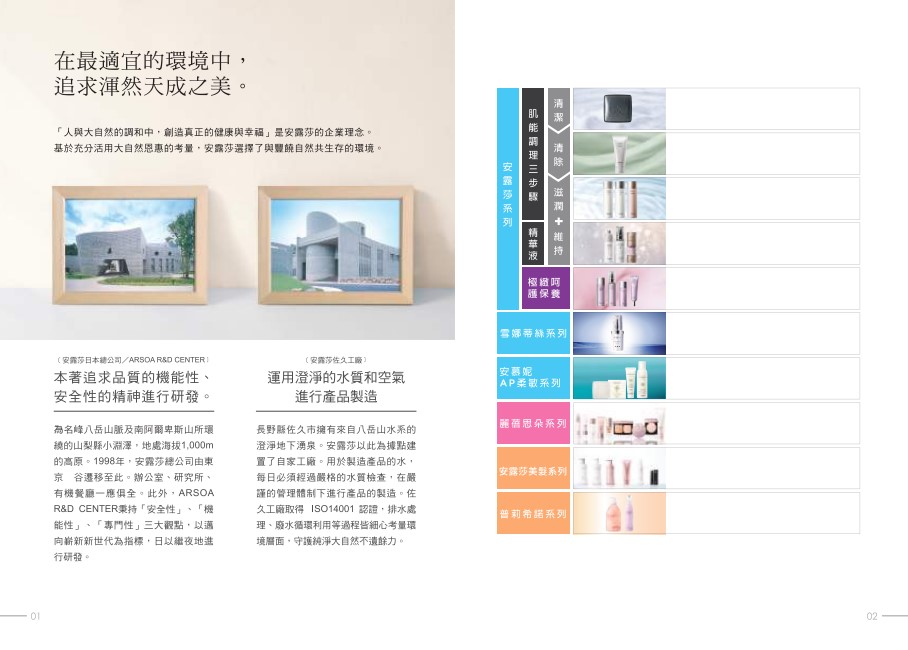 在最適宜的環境中，
追求渾然天成之美。
「人與大自然的調和中，創造真正的健康與幸福」是安露莎的企業理念。
基於充分活用大自然恩惠的考量，安露莎選擇了與豐饒自然共生存的環境。
（安露莎日本總公司／ARSOA R&D CENTER）
本著追求品質的機能性、
安全性的精神進行研發。
為名峰八岳山脈及南阿爾卑斯山所環
繞的山梨縣小淵澤，地處海拔1,000m
的高原。1998年，安露莎總公司由東
京 谷遷移至此。辦公室、研究所、
有機餐廳一應俱全。此外，ARSOA
R&D CENTER秉持「安全性」、「機
能性」、「專門性」三大觀點，以邁
向嶄新新世代為指標，日以繼夜地進
行研發。
（安露莎佐久工廠）
運用澄淨的水質和空氣
進行產品製造
長野縣佐久市擁有來自八岳山水系的
澄淨地下湧泉。安露莎以此為據點建
置了自家工廠。用於製造產品的水，
每日必須經過嚴格的水質檢查，在嚴
謹的管理體制下進行產品的製造。佐
久工廠取得 ISO14001 認證，排水處
理、廢水循環利用等過程皆細心考量環
境層面，守護純淨大自然不遺餘力。
01
安露莎系列
肌能調理三步驟
清潔
清除
滋潤+維持
精華液
極緻呵
護保養
雲娜蒂絲系列
安慕妮
AP柔敏系列
麗蓓思朵系列
安露莎美髮系列
普莉希諾系列
02